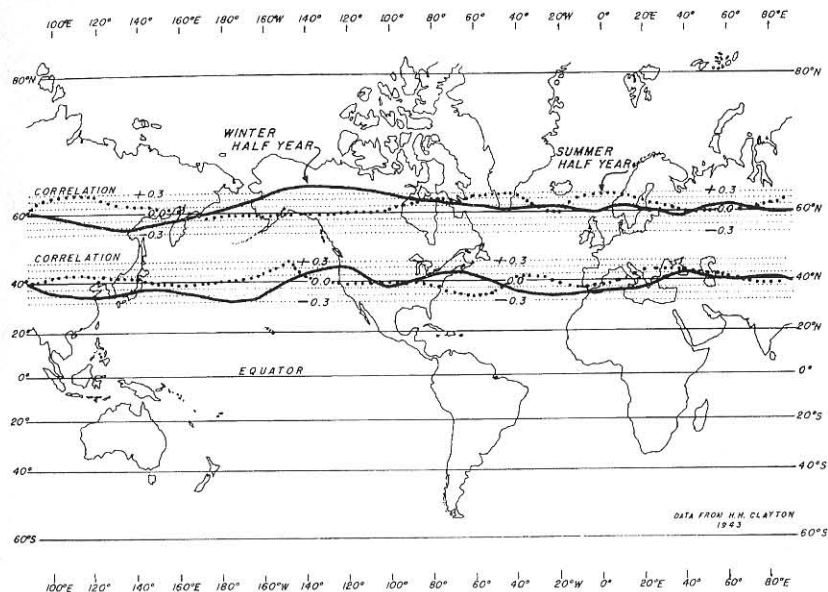 100°E 120° 140° 160°E 180° 160°W 140° 120° 100° 80° 60° 40° 20°W 0° 20°E 40° 60° 80°E
80°N 80°N
WINTER
HALF YEAR
SUMMER
HALF YEAR
CORRELATION +0.3 +0.3
60° 0.0 0.0 60°N
-0.3 -0.3
CORRELATION +0.3 +0.3
40° 0.0 0.0 40°N
-0.3 -0.3
20° 20°N
EQUATOR
0° 0°
20° 20°S
40° 40°S
DATA FROM H.H. CLAYTON
1943
60°S 60°S
100°E 120° 140° 160°E 180° 160°W 140° 120° 100° 80° 60° 40° 20° 0° 20°E 40° 60° 80°E